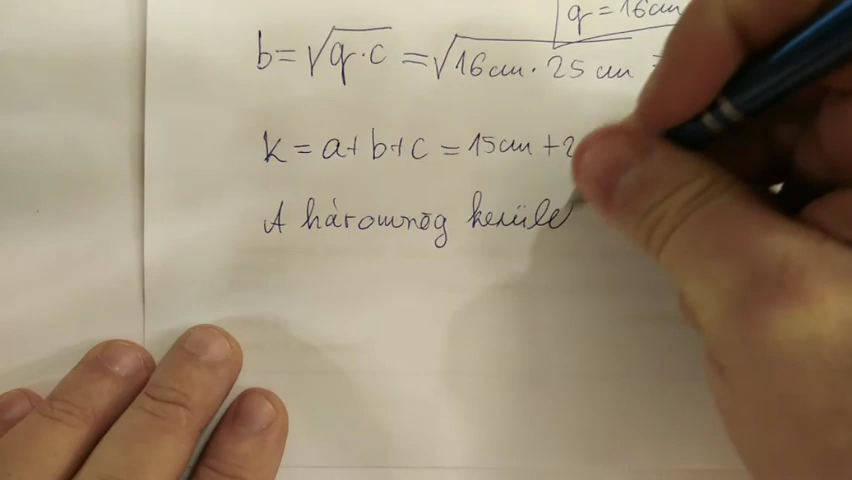 q = 16cm
b = √q·c = √16cm · 25 cm =
k = a+b+c = 15cm + 2
A háromszög kerüle